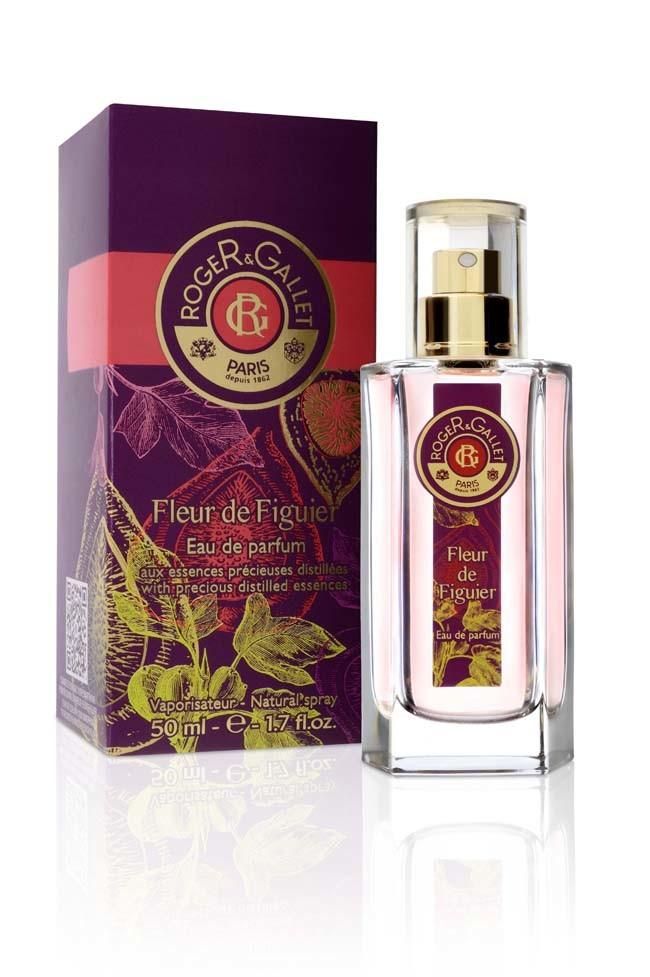 ROGER & GALLET
RG
PARIS
depuis 1862
Fleur de Figuier
Eau de parfum
aux essences précieuses distillées
with precious distilled essences
Vaporisateur - Natural spray
50 ml - e - 1.7 fl.oz.
ROGER & GALLET
RG
PARIS
depuis 1862
Fleur
de
Figuier
Eau de parfum